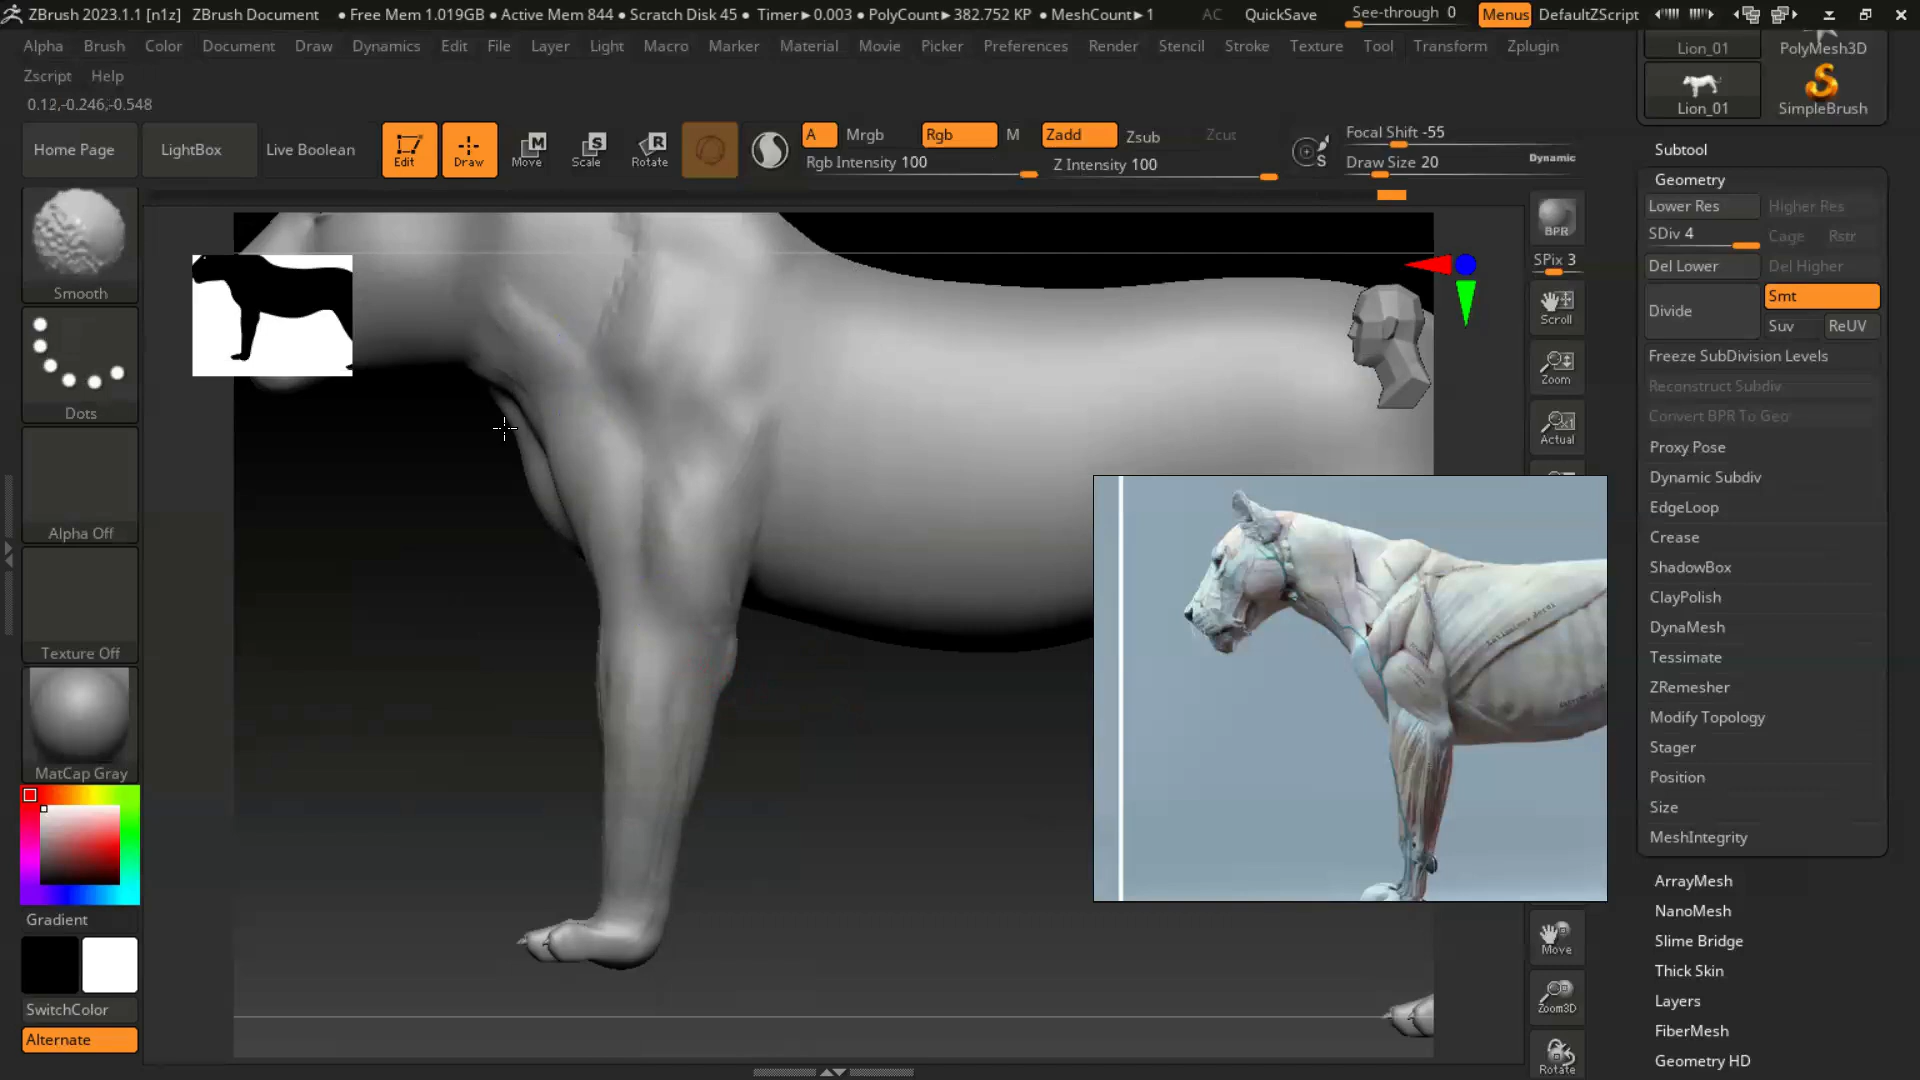 ZBrush 2023.1.1 [n1z] ZBrush Document ● Free Mem 1.019GB ● Active Mem 844 ● Scratch Disk 45 ● Timer►0.003 ● PolyCount►382.752 KP ● MeshCount►1 AC QuickSave See-through 0 Menus DefaultZScript
Alpha Brush Color Document Draw Dynamics Edit File Layer Light Macro Marker Material Movie Picker Preferences Render Stencil Stroke Texture Tool Transform Zplugin
Zscript Help
0.12,-0.246,-0.548
Home Page LightBox Live Boolean Edit Draw Move Scale Rotate A Mrgb Rgb M Zadd Zsub Zcut Focal Shift -55
Rgb Intensity 100 Z Intensity 100 Draw Size 20 Dynamic
Smooth
Dots
Alpha Off
Texture Off
MatCap Gray
Gradient
SwitchColor
Alternate
BPR
SPix 3
Scroll
Zoom
Actual
Move
Zoom3D
Rotate
Lion_01 PolyMesh3D
Lion_01 SimpleBrush
Subtool
Geometry
Lower Res Higher Res
SDiv 4 Cage Rstr
Del Lower Del Higher
Divide Smt
Suv ReUV
Freeze SubDivision Levels
Reconstruct Subdiv
Convert BPR To Geo
Proxy Pose
Dynamic Subdiv
EdgeLoop
Crease
ShadowBox
ClayPolish
DynaMesh
Tessimate
ZRemesher
Modify Topology
Stager
Position
Size
MeshIntegrity
ArrayMesh
NanoMesh
Slime Bridge
Thick Skin
Layers
FiberMesh
Geometry HD